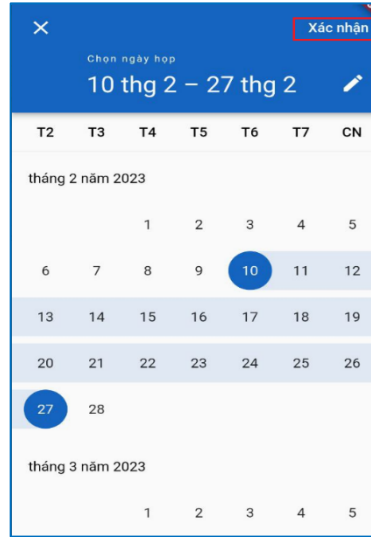 Xác nhận
Chọn ngày họp
10 thg 2 – 27 thg 2
T2 T3 T4 T5 T6 T7 CN
tháng 2 năm 2023
1 2 3 4 5
6 7 8 9 10 11 12
13 14 15 16 17 18 19
20 21 22 23 24 25 26
27 28
tháng 3 năm 2023
1 2 3 4 5